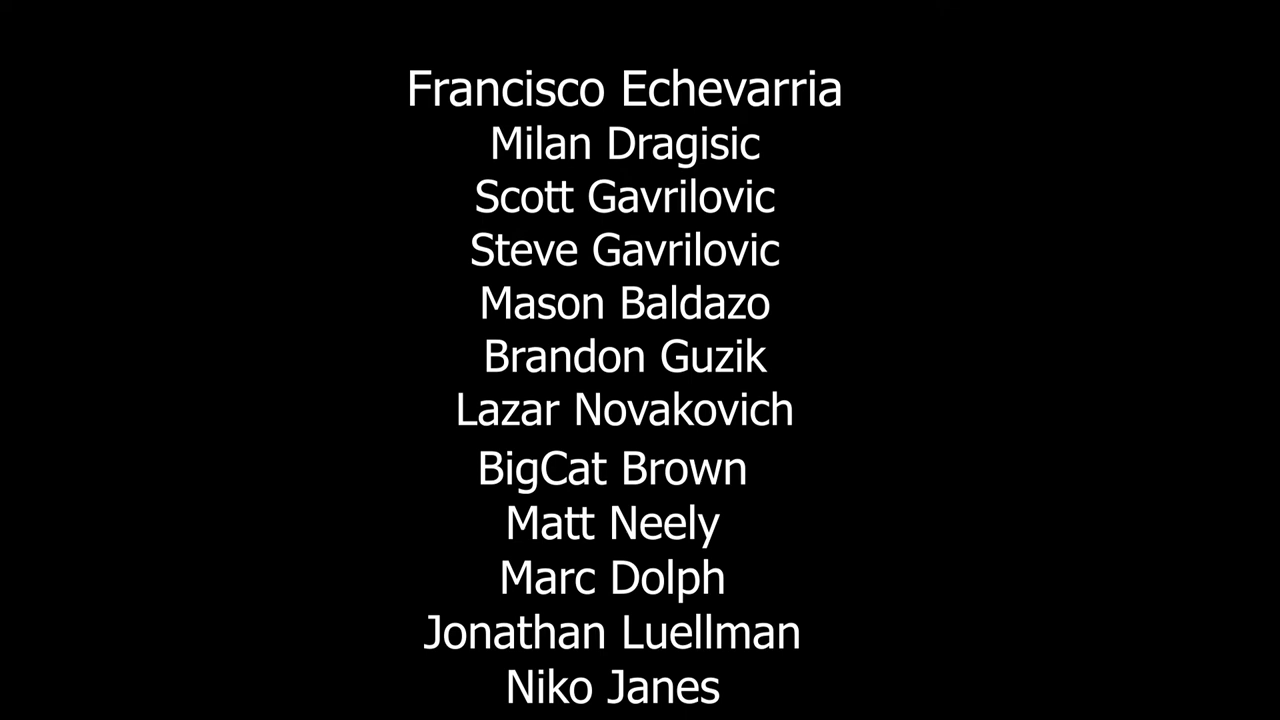 Francisco Echevarria
Milan Dragisic
Scott Gavrilovic
Steve Gavrilovic
Mason Baldazo
Brandon Guzik
Lazar Novakovich
BigCat Brown
Matt Neely
Marc Dolph
Jonathan Luellman
Niko Janes